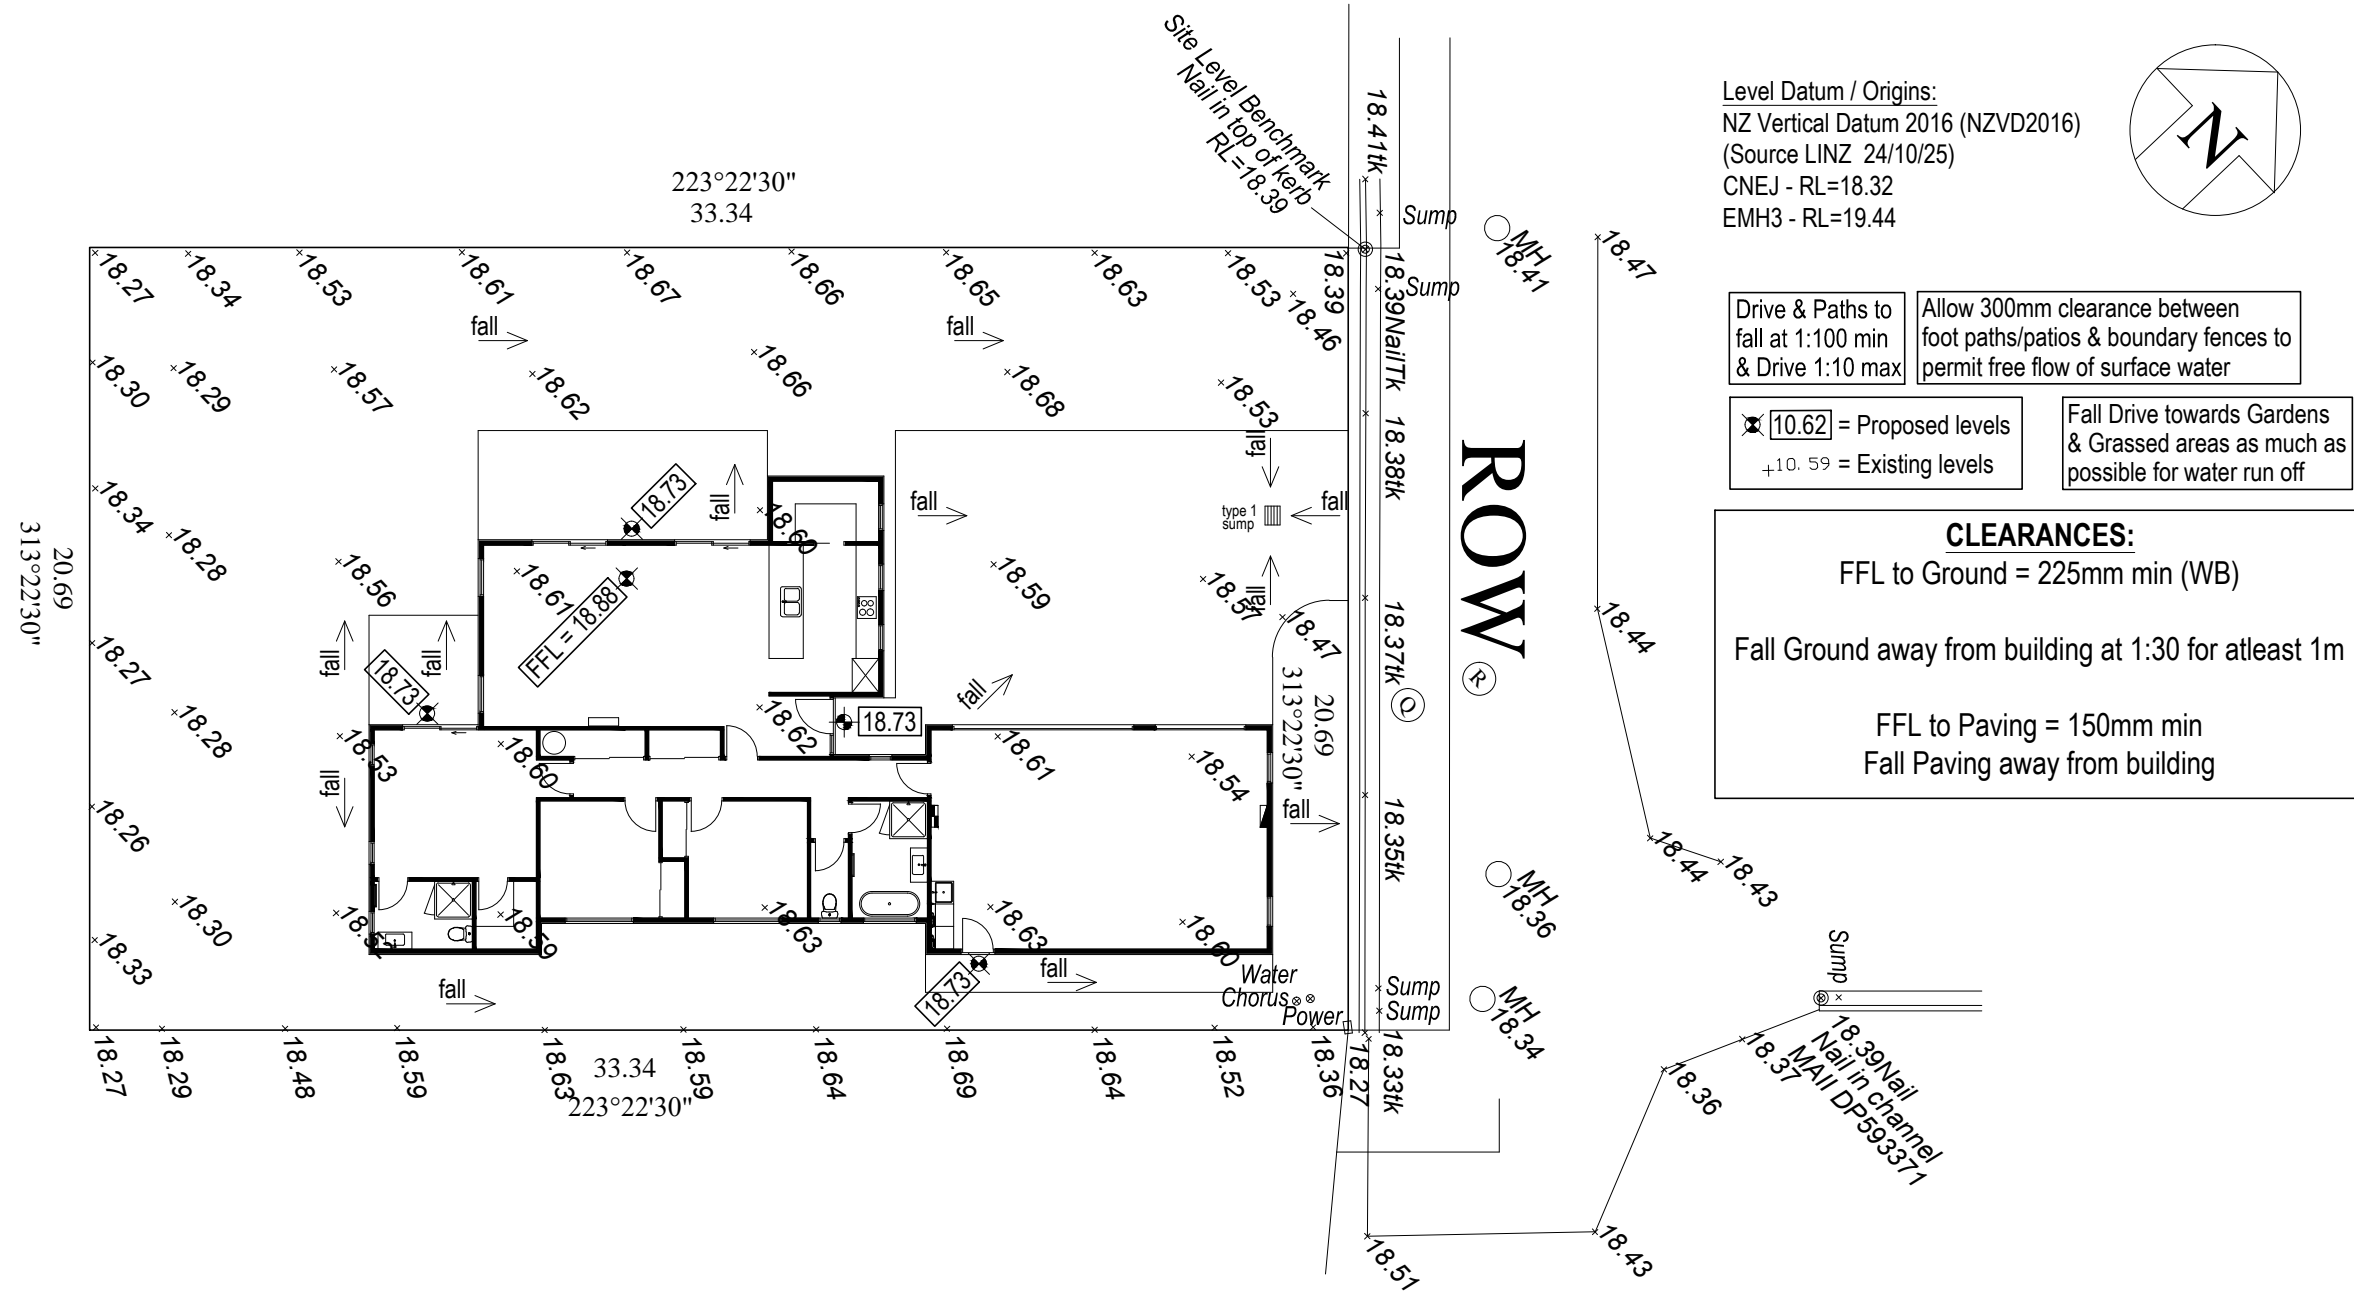 Site Level Benchmark
Nail in top of kerb
RL=18.39
18.41tk
Level Datum / Origins:
NZ Vertical Datum 2016 (NZVD2016)
(Source LINZ 24/10/25)
CNEJ - RL=18.32
EMH3 - RL=19.44
N
223°22'30"
33.34
Sump
MH
18.41
Sump
18.39NailTk
18.47
18.27
18.34
18.53
18.61
18.67
18.66
18.65
18.63
18.53
18.39
18.46
fall
fall
Drive & Paths to
fall at 1:100 min
& Drive 1:10 max
Allow 300mm clearance between
foot paths/patios & boundary fences to
permit free flow of surface water
18.30
18.29
18.57
18.62
18.66
18.68
18.53
10.62 = Proposed levels
+10.59 = Existing levels
Fall Drive towards Gardens
& Grassed areas as much as
possible for water run off
18.38tk
ROW
fall
fall
fall
type 1
sump
fall
fall
18.73
18.60
18.34
18.28
18.56
18.61
FFL = 18.88
18.59
18.57
18.47
20.69
313°22'30"
CLEARANCES:
FFL to Ground = 225mm min (WB)
Fall Ground away from building at 1:30 for atleast 1m
FFL to Paving = 150mm min
Fall Paving away from building
18.44
18.37tk
R
Q
fall
fall
18.73
fall
18.27
18.28
18.53
18.60
18.62
18.73
18.61
18.54
20.69
313°22'30"
fall
fall
18.26
18.35tk
18.44
18.43
18.30
18.33
18.59
18.63
18.63
18.60
MH
18.36
fall
18.73
fall
Water
Chorus
Power
Sump
Sump
MH
18.34
Sump
18.39Nail
Nail in channel
MAII DP593371
18.37
18.36
18.27
18.29
18.48
18.59
18.63
18.59
18.64
18.69
18.64
18.52
18.36
18.27
18.33tk
33.34
223°22'30"
18.51
18.43